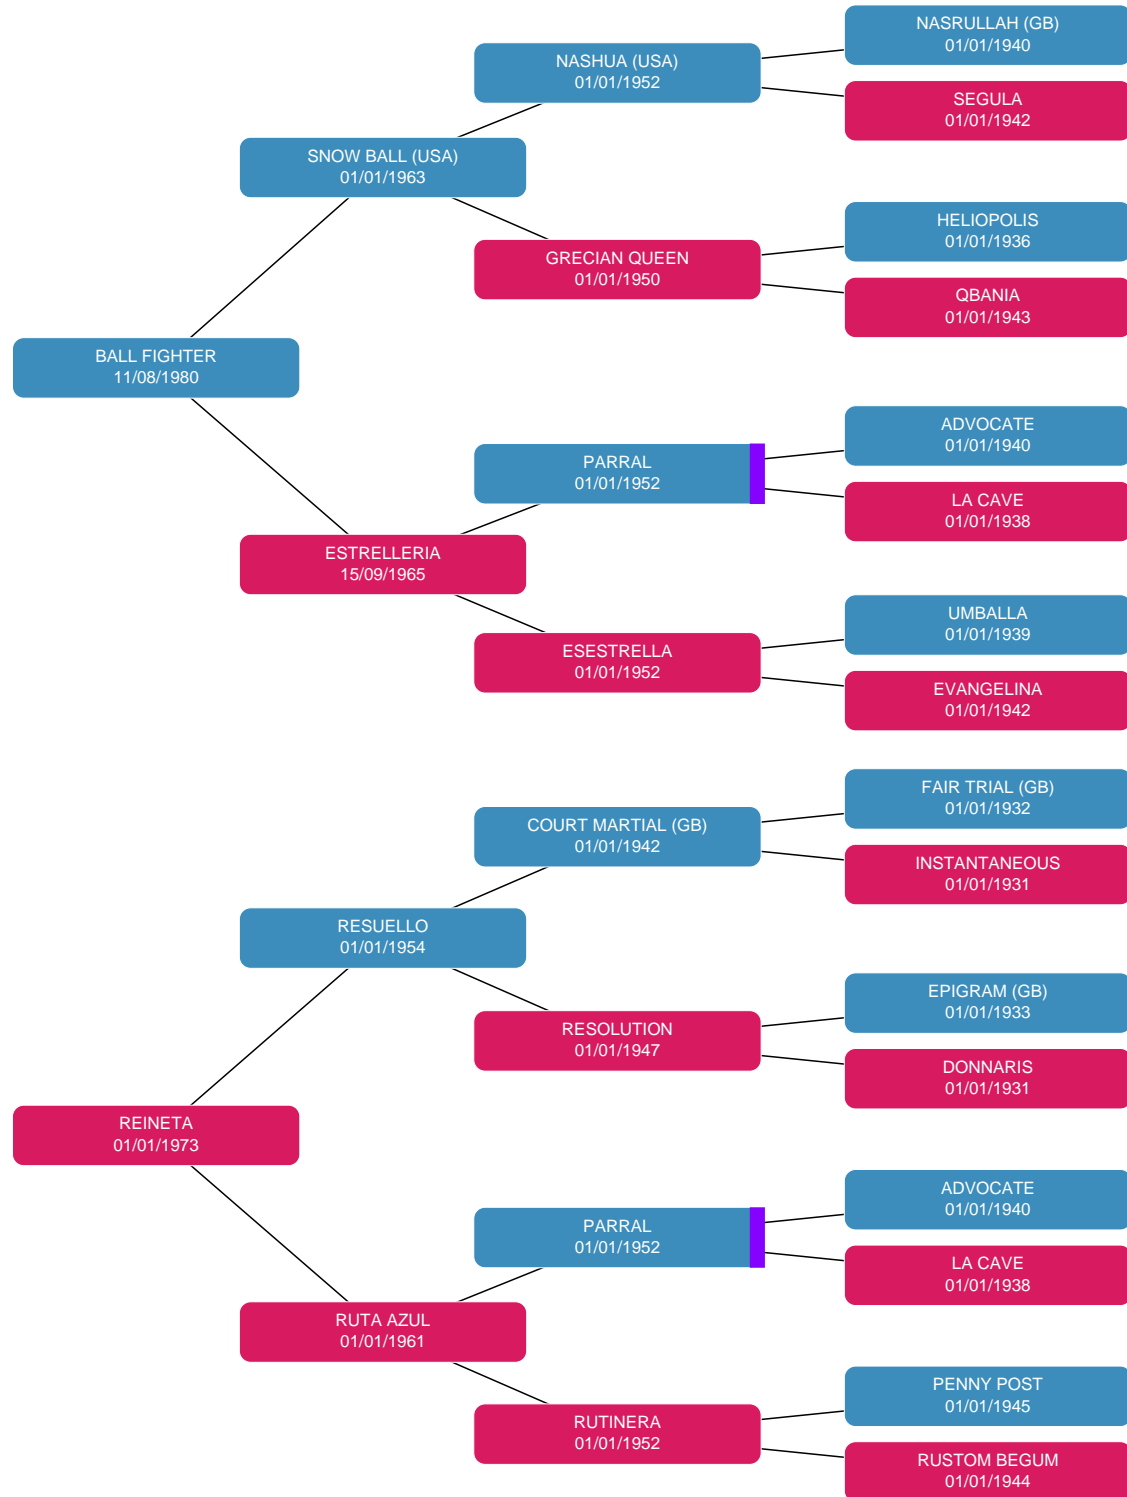 NASRULLAH (GB)
01/01/1940
NASHUA (USA)
01/01/1952
SEGULA
01/01/1942
SNOW BALL (USA)
01/01/1963
HELIOPOLIS
01/01/1936
GRECIAN QUEEN
01/01/1950
QBANIA
01/01/1943
BALL FIGHTER
11/08/1980
ADVOCATE
01/01/1940
PARRAL
01/01/1952
LA CAVE
01/01/1938
ESTRELLERIA
15/09/1965
UMBALLA
01/01/1939
ESESTRELLA
01/01/1952
EVANGELINA
01/01/1942
FAIR TRIAL (GB)
01/01/1932
COURT MARTIAL (GB)
01/01/1942
INSTANTANEOUS
01/01/1931
RESUELLO
01/01/1954
EPIGRAM (GB)
01/01/1933
RESOLUTION
01/01/1947
DONNARIS
01/01/1931
REINETA
01/01/1973
ADVOCATE
01/01/1940
PARRAL
01/01/1952
LA CAVE
01/01/1938
RUTA AZUL
01/01/1961
PENNY POST
01/01/1945
RUTINERA
01/01/1952
RUSTOM BEGUM
01/01/1944